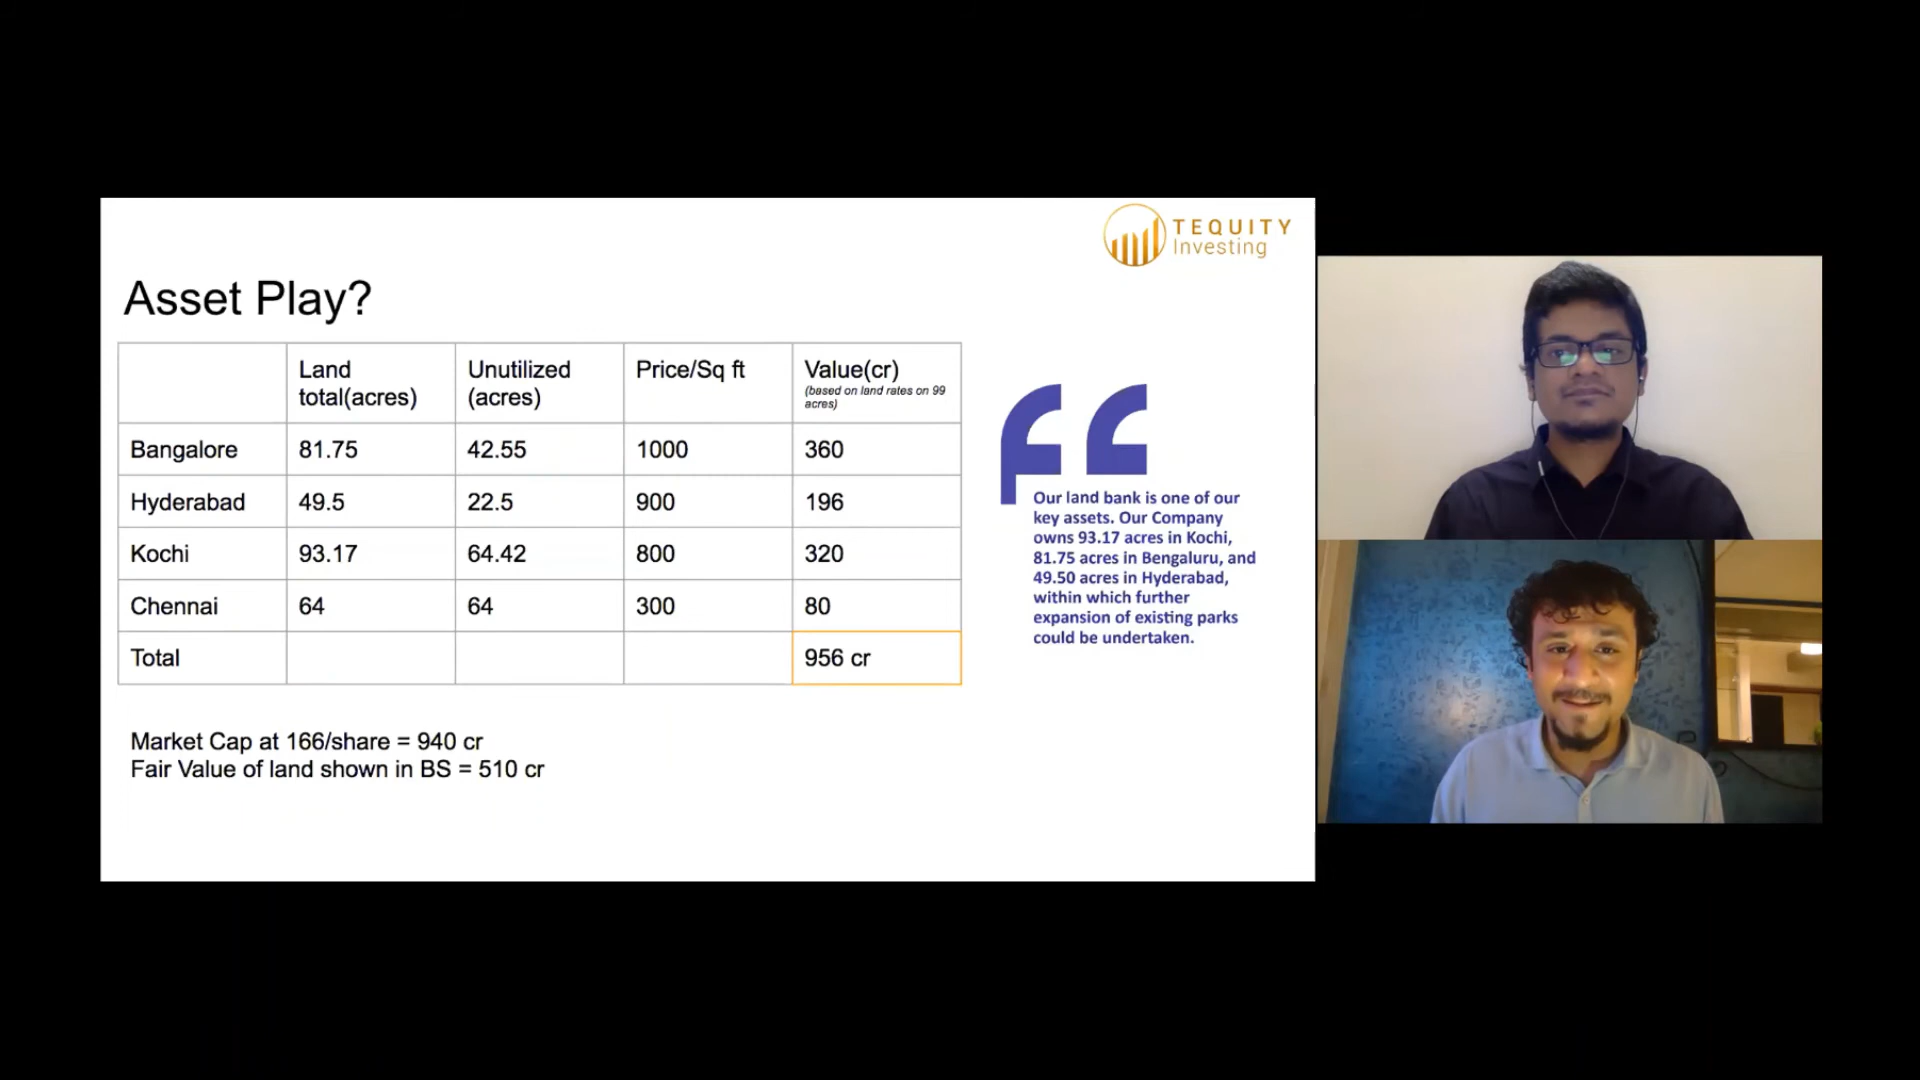 TEQUITY
Investing
Asset Play?
Land total(acres) Unutilized (acres) Price/Sq ft Value(cr) (based on land rates on 99 acres)
Bangalore 81.75 42.55 1000 360
Hyderabad 49.5 22.5 900 196
Kochi 93.17 64.42 800 320
Chennai 64 64 300 80
Total 956 cr
Our land bank is one of our
key assets. Our Company
owns 93.17 acres in Kochi,
81.75 acres in Bengaluru, and
49.50 acres in Hyderabad,
within which further
expansion of existing parks
could be undertaken.
Market Cap at 166/share = 940 cr
Fair Value of land shown in BS = 510 cr